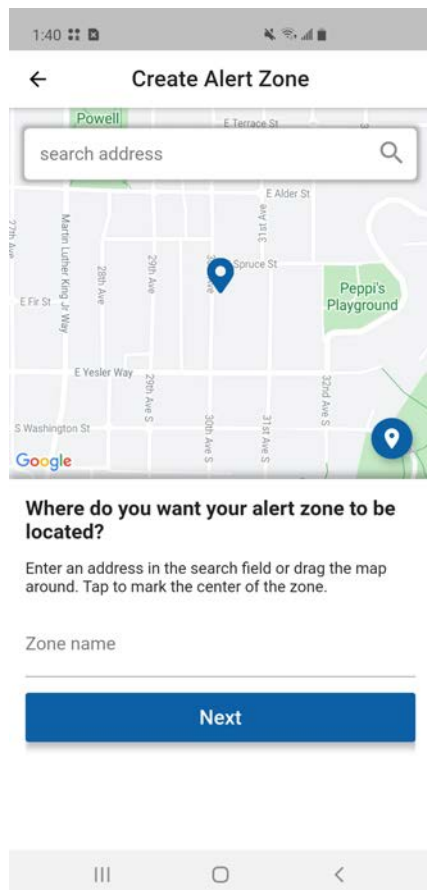 1:40
Create Alert Zone
Powell
E Terrace St
search address
E Alder St
27th Ave
Martin Luther King Jr Way
28th Ave
29th Ave
31st Ave
Spruce St
Peppi's
Playground
E Fir St
E Yesler Way
29th Ave S
30th Ave S
31st Ave S
32nd Ave S
S Washington St
Google
Where do you want your alert zone to be
located?
Enter an address in the search field or drag the map
around. Tap to mark the center of the zone.
Zone name
Next